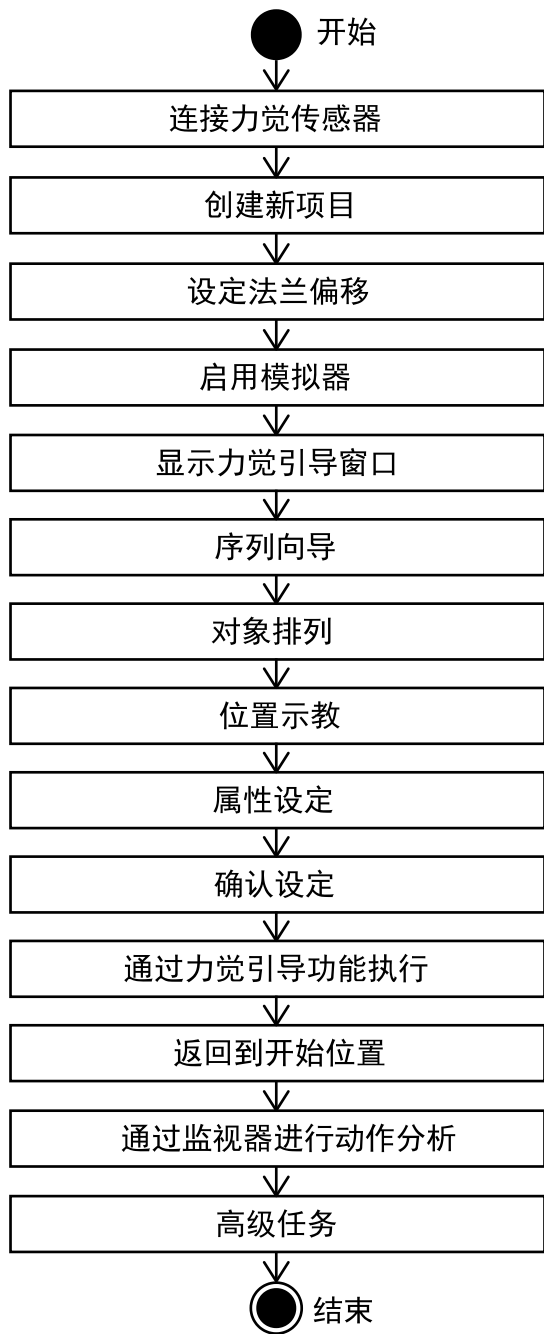 开始
连接力觉传感器
创建新项目
设定法兰偏移
启用模拟器
显示力觉引导窗口
序列向导
对象排列
位置示教
属性设定
确认设定
通过力觉引导功能执行
返回到开始位置
通过监视器进行动作分析
高级任务
结束